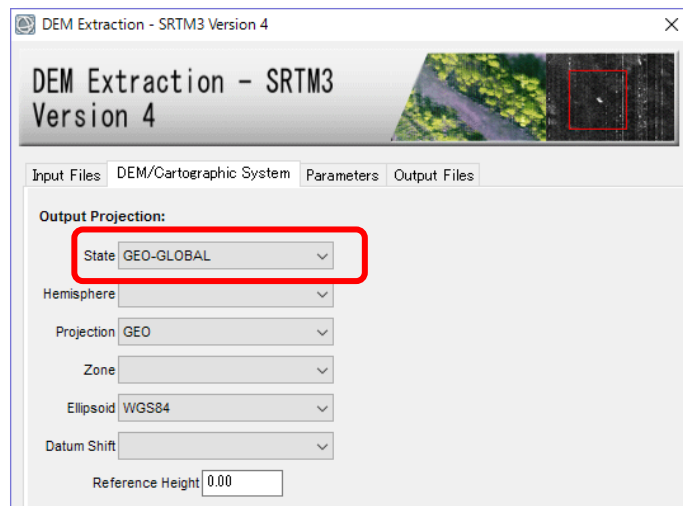 DEM Extraction - SRTM3 Version 4
DEM Extraction - SRTM3
Version 4
Input Files DEM/Cartographic System Parameters Output Files
Output Projection:
State GEO-GLOBAL
Hemisphere
Projection GEO
Zone
Ellipsoid WGS84
Datum Shift
Reference Height 0.00